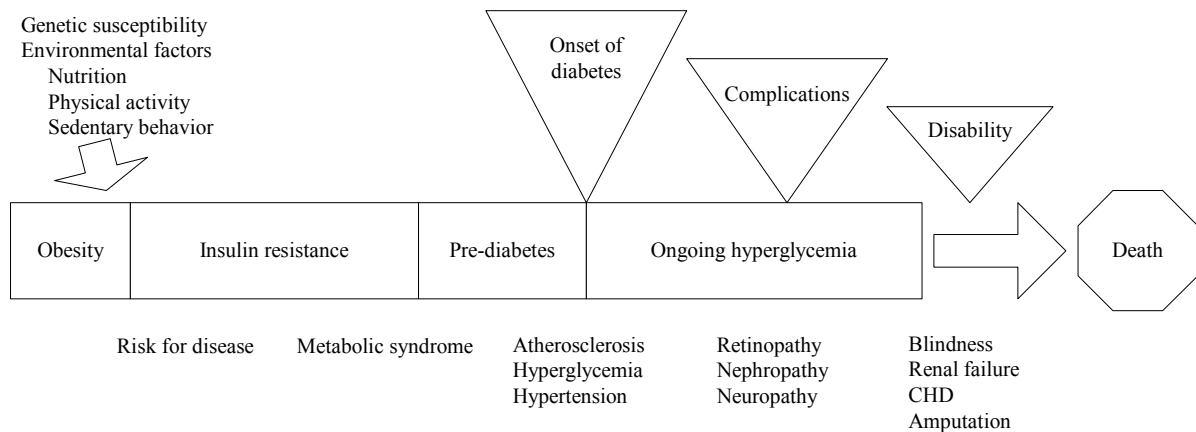 Genetic susceptibility
Environmental factors
Nutrition
Physical activity
Sedentary behavior
Onset of
diabetes
Complications
Disability
Obesity
Insulin resistance
Pre-diabetes
Ongoing hyperglycemia
Death
Risk for disease
Metabolic syndrome
Atherosclerosis
Hyperglycemia
Hypertension
Retinopathy
Nephropathy
Neuropathy
Blindness
Renal failure
CHD
Amputation